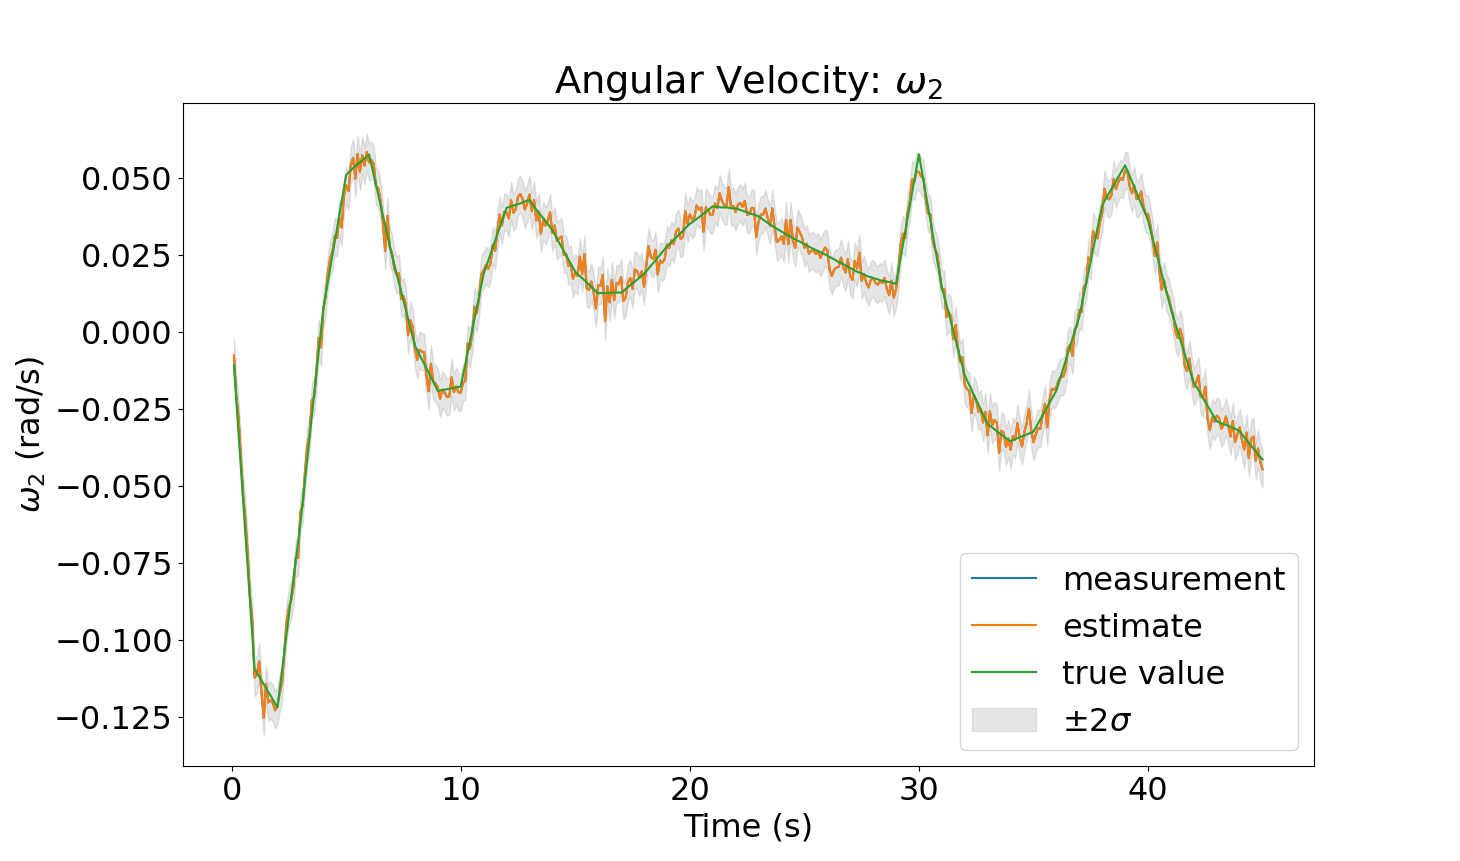 Angular Velocity: ω₂
ω₂ (rad/s)
0.050
0.025
0.000
−0.025
−0.050
−0.075
−0.100
−0.125
measurement
estimate
true value
±2σ
0 10 20 30 40
Time (s)